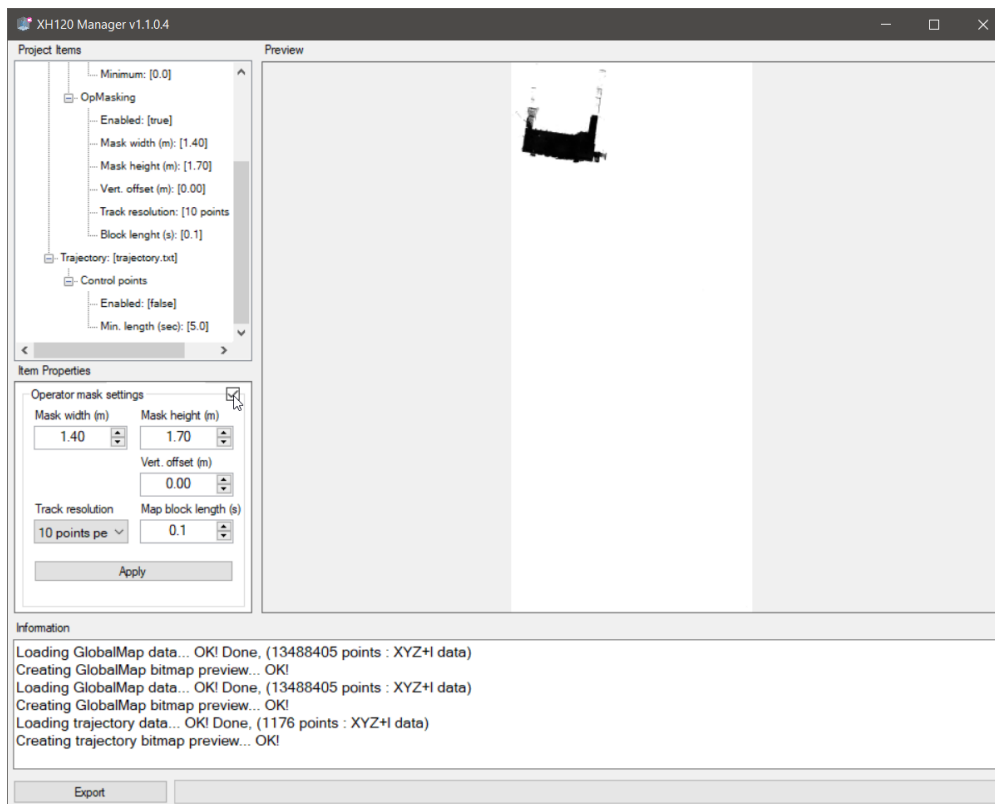 XH120 Manager v1.1.0.4
Project Items
Minimum: [0.0]
OpMasking
Enabled: [true]
Mask width (m): [1.40]
Mask height (m): [1.70]
Vert. offset (m): [0.00]
Track resolution: [10 points
Block lenght (s): [0.1]
Trajectory: [trajectory.txt]
Control points
Enabled: [false]
Min. length (sec): [5.0]
Preview
Item Properties
Operator mask settings
Mask width (m) Mask height (m)
1.40 1.70
Vert. offset (m)
0.00
Track resolution Map block length (s)
10 points pe 0.1
Apply
Information
Loading GlobalMap data... OK! Done, (13488405 points : XYZ+I data)
Creating GlobalMap bitmap preview... OK!
Loading GlobalMap data... OK! Done, (13488405 points : XYZ+I data)
Creating GlobalMap bitmap preview... OK!
Loading trajectory data... OK! Done, (1176 points : XYZ+I data)
Creating trajectory bitmap preview... OK!
Export